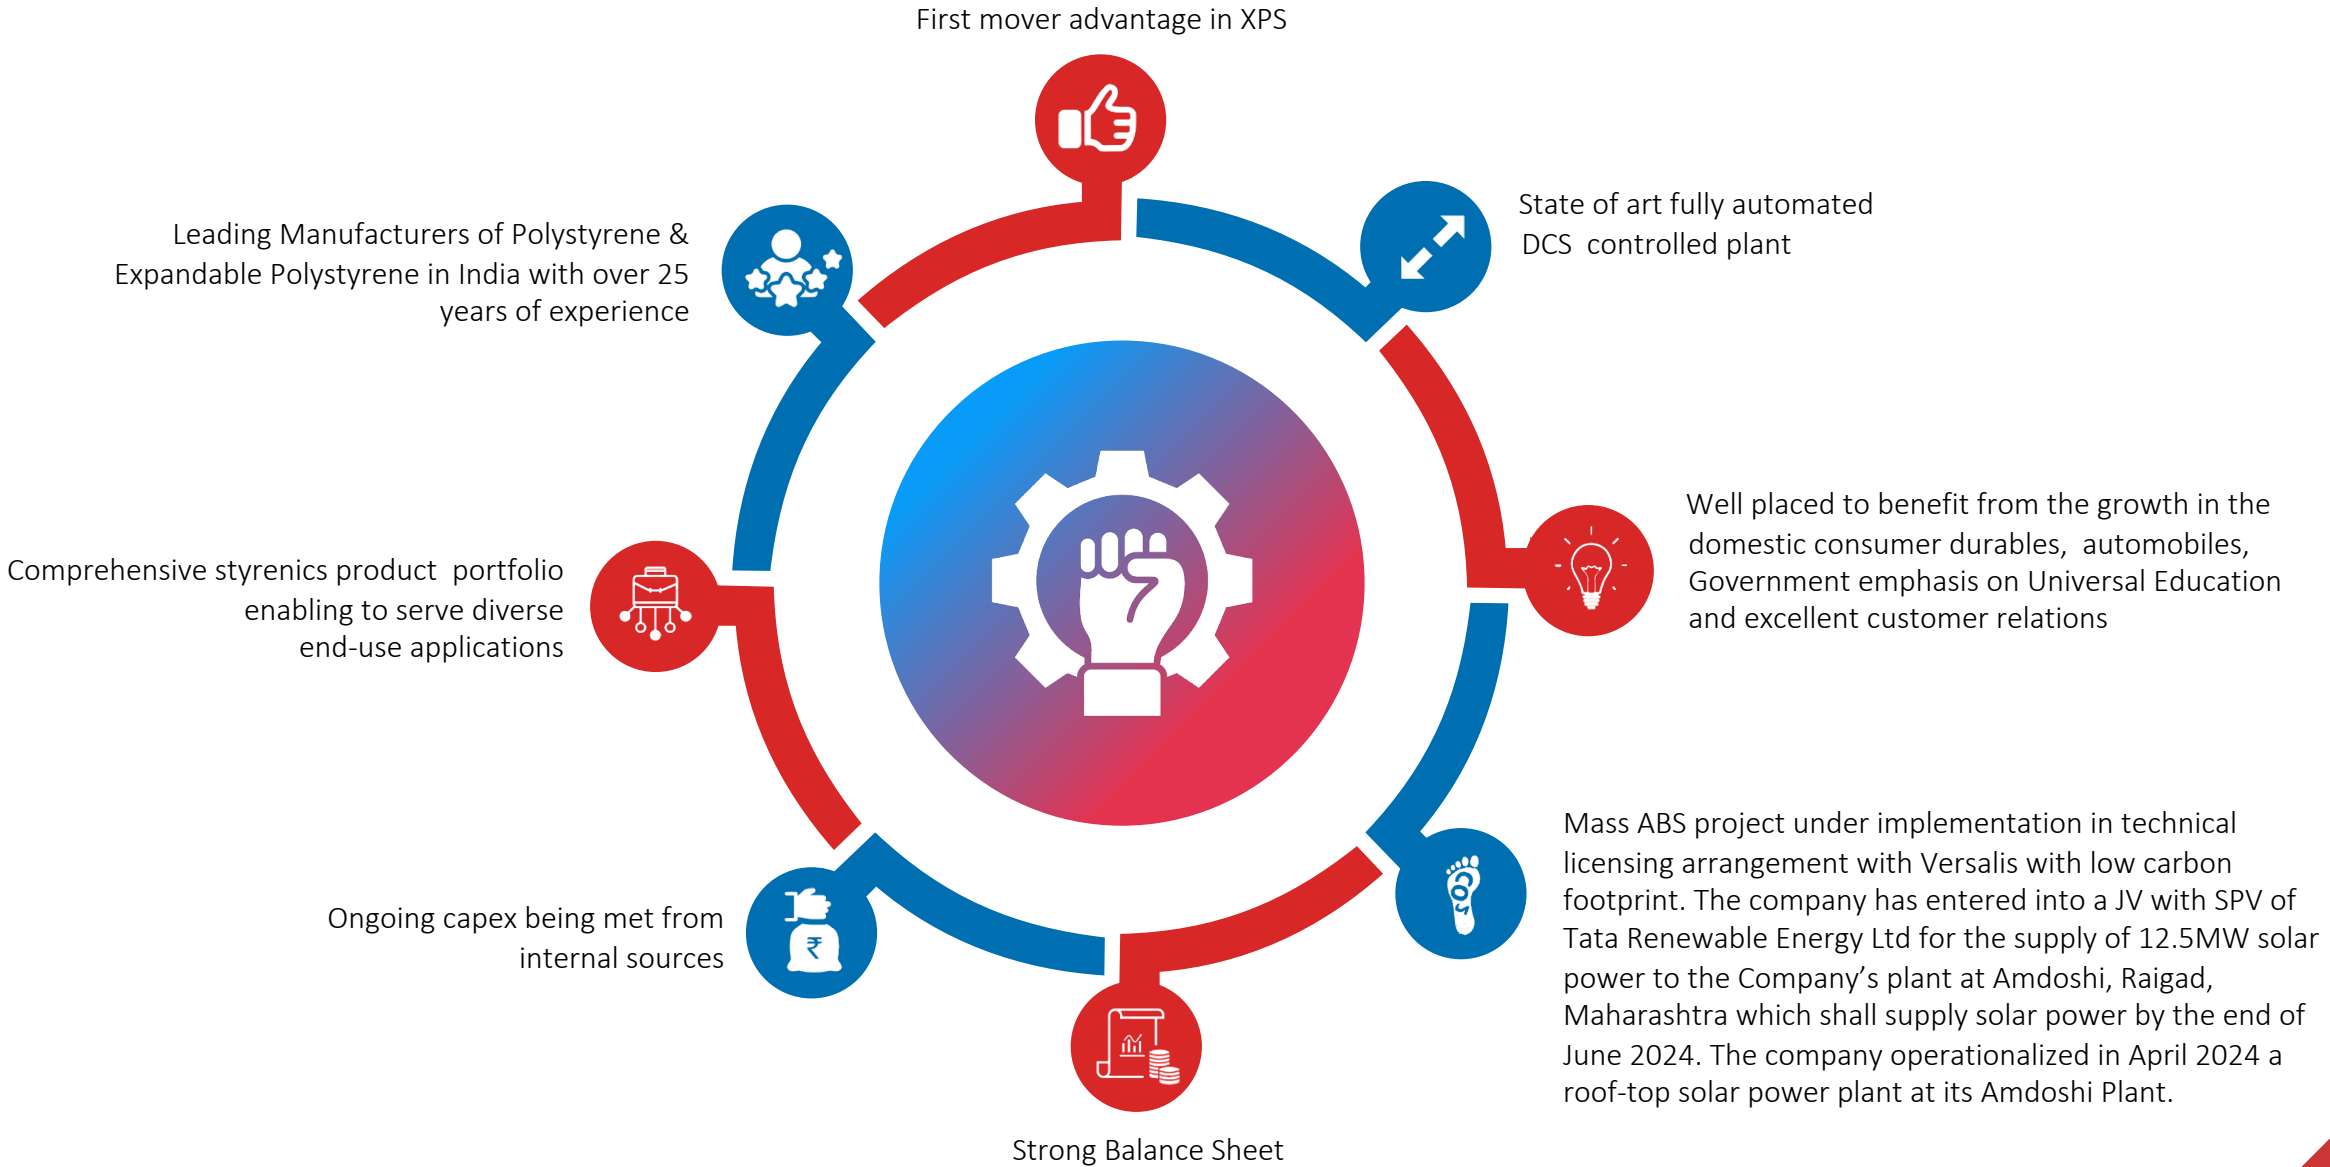 First mover advantage in XPS
State of art fully automated
DCS  controlled plant
Leading Manufacturers of Polystyrene &
Expandable Polystyrene in India with over 25
years of experience
Well placed to benefit from the growth in the
domestic consumer durables,  automobiles,
Government emphasis on Universal Education
and excellent customer relations
Comprehensive styrenics product  portfolio
enabling to serve diverse
end-use applications
Mass ABS project under implementation in technical
licensing arrangement with Versalis with low carbon
footprint. The company has entered into a JV with SPV of
Tata Renewable Energy Ltd for the supply of 12.5MW solar
power to the Company’s plant at Amdoshi, Raigad,
Maharashtra which shall supply solar power by the end of
June 2024. The company operationalized in April 2024 a
roof-top solar power plant at its Amdoshi Plant.
CO2
Ongoing capex being met from
internal sources
₹
Strong Balance Sheet